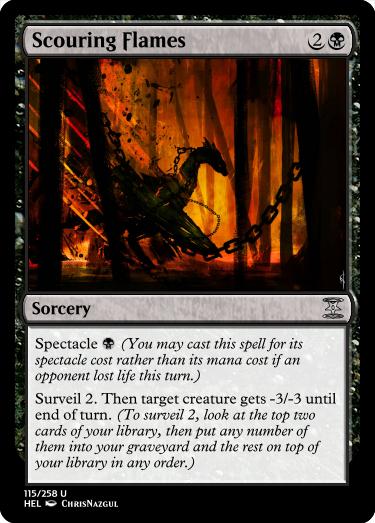 Scouring Flames 2
Sorcery
Spectacle (You may cast this spell for its
spectacle cost rather than its mana cost if an
opponent lost life this turn.)
Surveil 2. Then target creature gets -3/-3 until
end of turn. (To surveil 2, look at the top two
cards of your library, then put any number of
them into your graveyard and the rest on top of
your library in any order.)
115/258 U
HEL ChrisNazgul